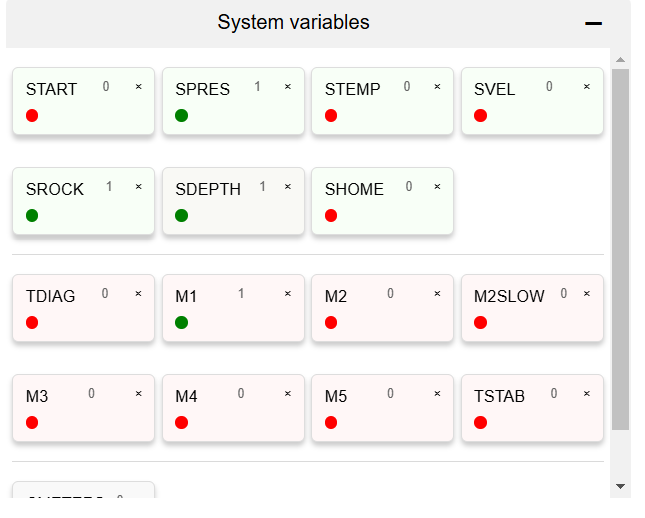 System variables
START 0 ×
SPRES 1 ×
STEMP 0 ×
SVEL 0 ×
SROCK 1 ×
SDEPTH 1 ×
SHOME 0 ×
TDIAG 0 ×
M1 1 ×
M2 0 ×
M2SLOW 0 ×
M3 0 ×
M4 0 ×
M5 0 ×
TSTAB 0 ×